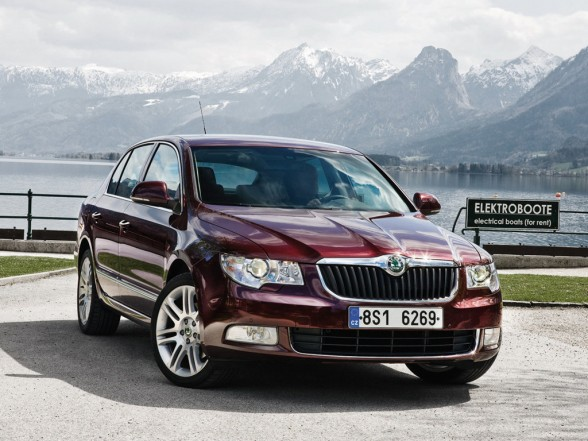 ELEKTROBOOTE
electrical boats (for rent)
CZ
8S1 6269